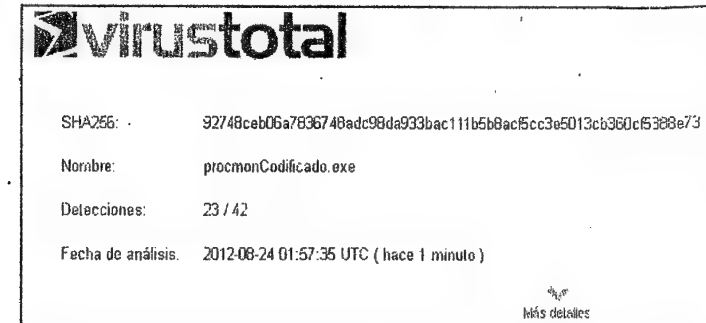 virustotal
SHA256: 92748ceb06a7836748adc98da933bac111b5b8acf5cc3e5013cb360cf5388e73
Nombre: procmonCodificado.exe
Detecciones: 23 / 42
Fecha de análisis. 2012-08-24 01:57:35 UTC ( hace 1 minuto )
Más detalles